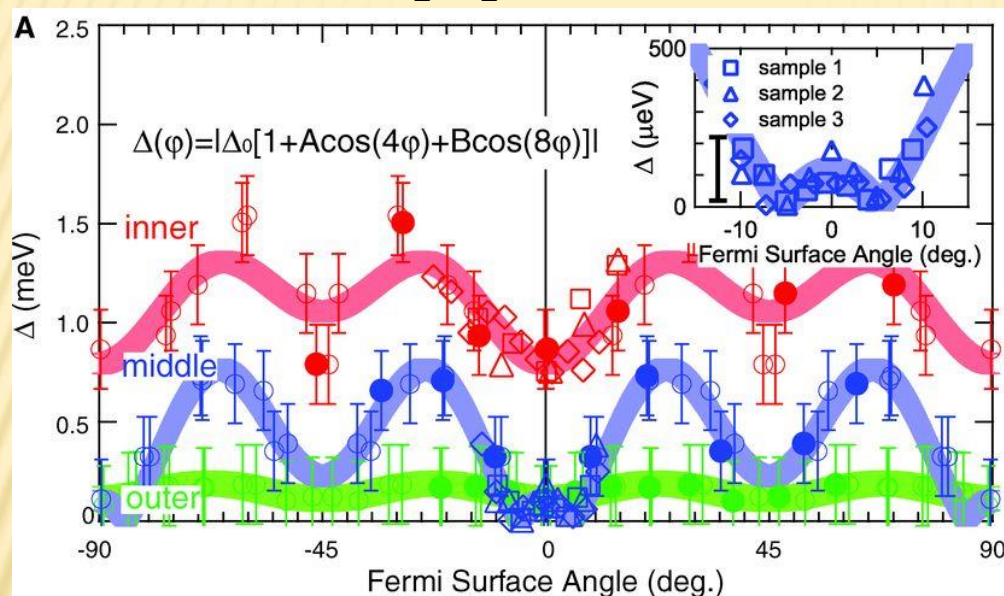 A
2.5
2.0
1.5
1.0
0.5
0
Δ (meV)
Δ(φ)=|Δ₀[1+Acos(4φ)+Bcos(8φ)]|
inner
middle
outer
-90
-45
0
45
90
Fermi Surface Angle (deg.)
500
0
Δ (μeV)
sample 1
sample 2
sample 3
-10
0
10
Fermi Surface Angle (deg.)